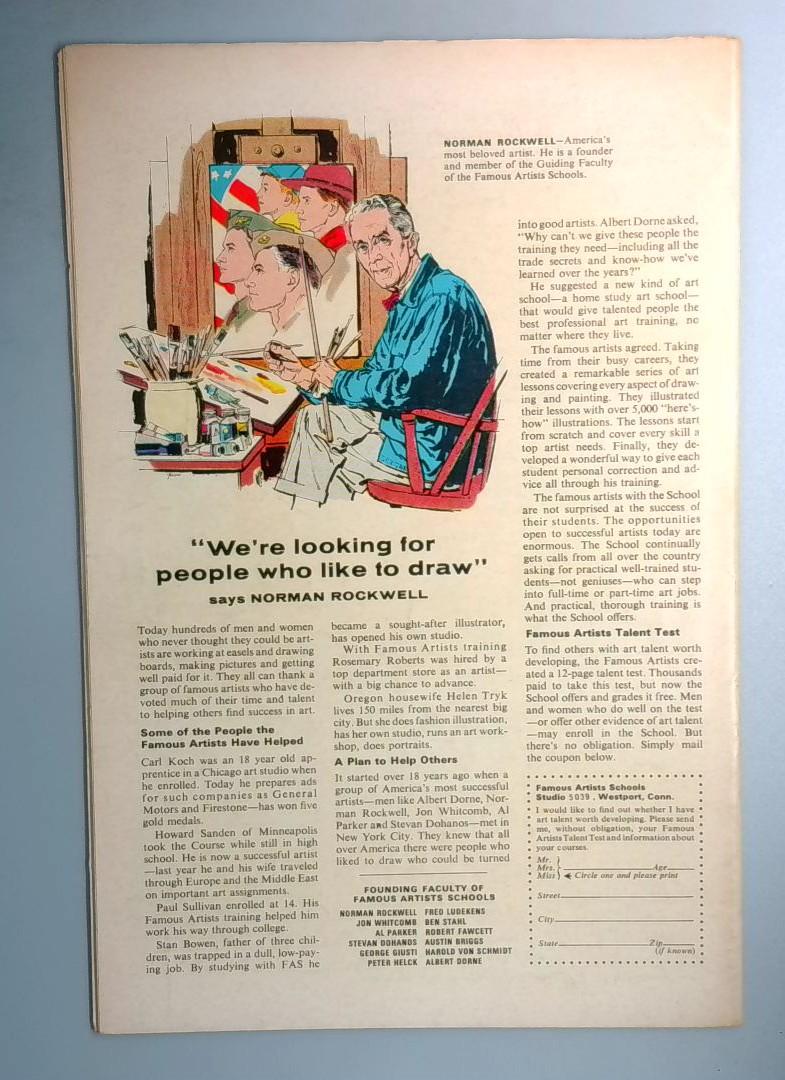 NORMAN ROCKWELL—America's
most beloved artist. He is a founder
and member of the Guiding Faculty
of the Famous Artists Schools.
"We're looking for
people who like to draw"
says NORMAN ROCKWELL
Today hundreds of men and women
who never thought they could be art-
ists are working at easels and drawing
boards, making pictures and getting
well paid for it. They all can thank a
group of famous artists who have de-
voted much of their time and talent
to helping others find success in art.
Some of the People the
Famous Artists Have Helped
Carl Koch was an 18 year old ap-
prentice in a Chicago art studio when
he enrolled. Today he prepares ads
for such companies as General
Motors and Firestone—has won five
gold medals.
Howard Sanden of Minneapolis
took the Course while still in high
school. He is now a successful artist
—last year he and his wife traveled
through Europe and the Middle East
on important art assignments.
Paul Sullivan enrolled at 14. His
Famous Artists training helped him
work his way through college.
Stan Bowen, father of three chil-
dren, was trapped in a dull, low-pay-
ing job. By studying with FAS he
became a sought-after illustrator,
has opened his own studio.
With Famous Artists training
Rosemary Roberts was hired by a
top department store as an artist—
with a big chance to advance.
Oregon housewife Helen Tryk
lives 150 miles from the nearest big
city. But she does fashion illustration,
has her own studio, runs an art work-
shop, does portraits.
A Plan to Help Others
It started over 18 years ago when a
group of America's most successful
artists—men like Albert Dorne, Nor-
man Rockwell, Jon Whitcomb, Al
Parker and Stevan Dohanos—met in
New York City. They knew that all
over America there were people who
liked to draw who could be turned
FOUNDING FACULTY OF
FAMOUS ARTISTS SCHOOLS
NORMAN ROCKWELL FRED LUDEKENS
JON WHITCOMB BEN STAHL
AL PARKER ROBERT FAWCETT
STEVAN DOHANOS AUSTIN BRIGGS
GEORGE GIUSTI HAROLD VON SCHMIDT
PETER HELCK ALBERT DORNE
into good artists. Albert Dorne asked,
"Why can't we give these people the
training they need—including all the
trade secrets and know-how we've
learned over the years?"
He suggested a new kind of art
school—a home study art school—
that would give talented people the
best professional art training, no
matter where they live.
The famous artists agreed. Taking
time from their busy careers, they
created a remarkable series of art
lessons covering every aspect of draw-
ing and painting. They illustrated
their lessons with over 5,000 "here's-
how" illustrations. The lessons start
from scratch and cover every skill a
top artist needs. Finally, they de-
veloped a wonderful way to give each
student personal correction and ad-
vice all through his training.
The famous artists with the School
are not surprised at the success of
their students. The opportunities
open to successful artists today are
enormous. The School continually
gets calls from all over the country
asking for practical well-trained stu-
dents—not geniuses—who can step
into full-time or part-time art jobs.
And practical, thorough training is
what the School offers.
Famous Artists Talent Test
To find others with art talent worth
developing, the Famous Artists cre-
ated a 12-page talent test. Thousands
paid to take this test, but now the
School offers and grades it free. Men
and women who do well on the test
—or offer other evidence of art talent
—may enroll in the School. But
there's no obligation. Simply mail
the coupon below.
Famous Artists Schools
Studio 5039 , Westport, Conn.
I would like to find out whether I have
art talent worth developing. Please send
me, without obligation, your Famous
Artists Talent Test and information about
your courses.
Mr.
Mrs. Age
Miss Circle one and please print
Street
City
State Zip
(if known)